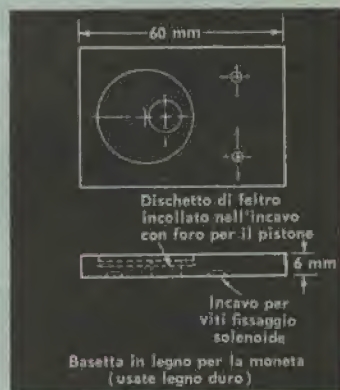 60 mm
Dischetto di feltro
incollato nell'incavo
con foro per il pistone
6 mm
Incavo per
viti fissaggio
solenoide
Basetta in legno per la moneta
(usate legno duro)